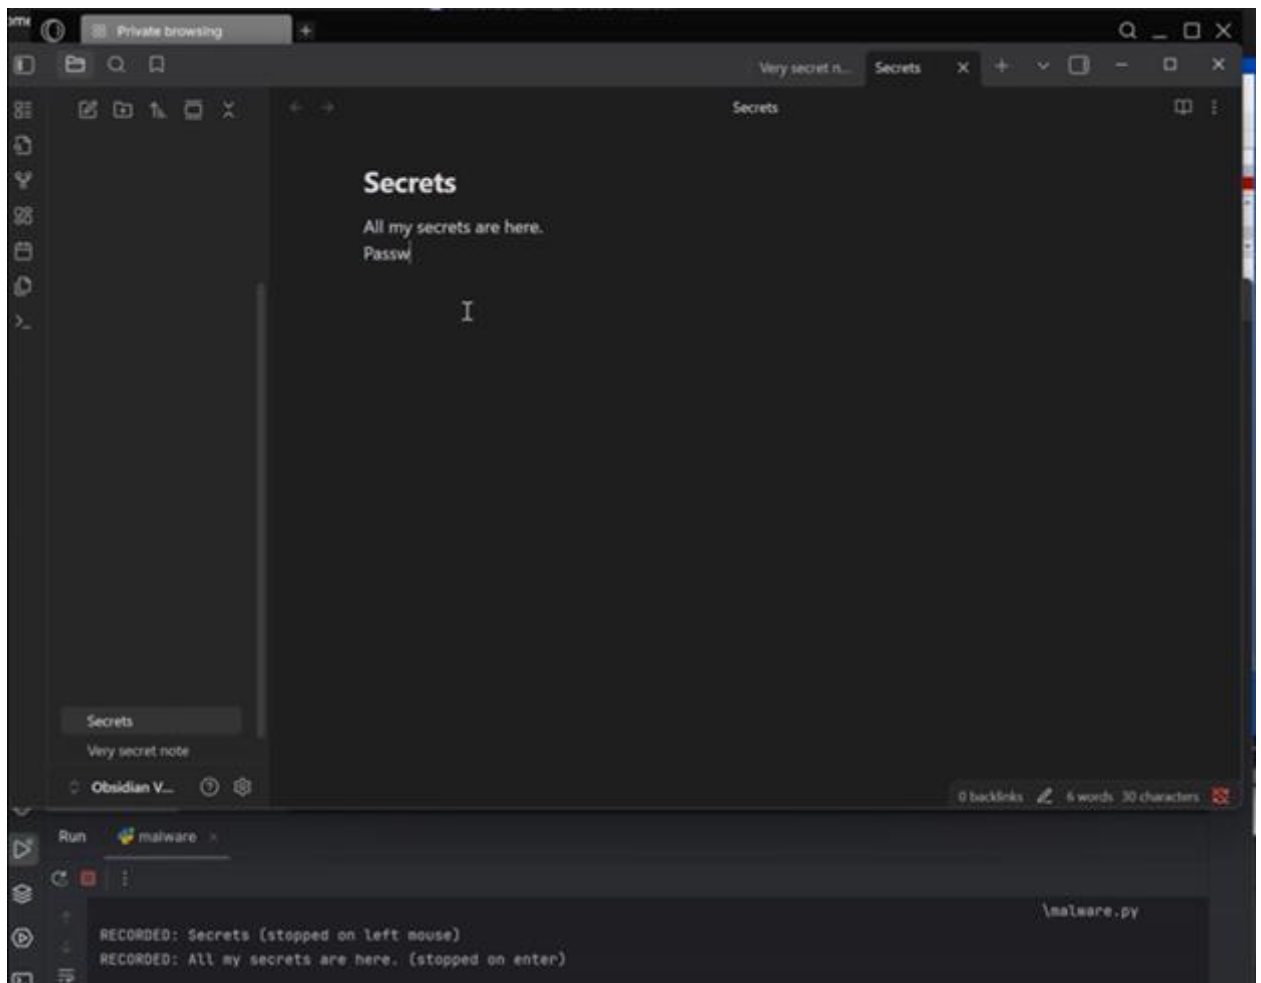 ome
Private browsing
Very secret n...
Secrets
Secrets
Secrets
All my secrets are here.
Passw
Secrets
Very secret note
Obsidian V...
0 backlinks
6 words
30 characters
Run
malware
\malware.py
RECORDED: Secrets (stopped on left mouse)
RECORDED: All my secrets are here. (stopped on enter)